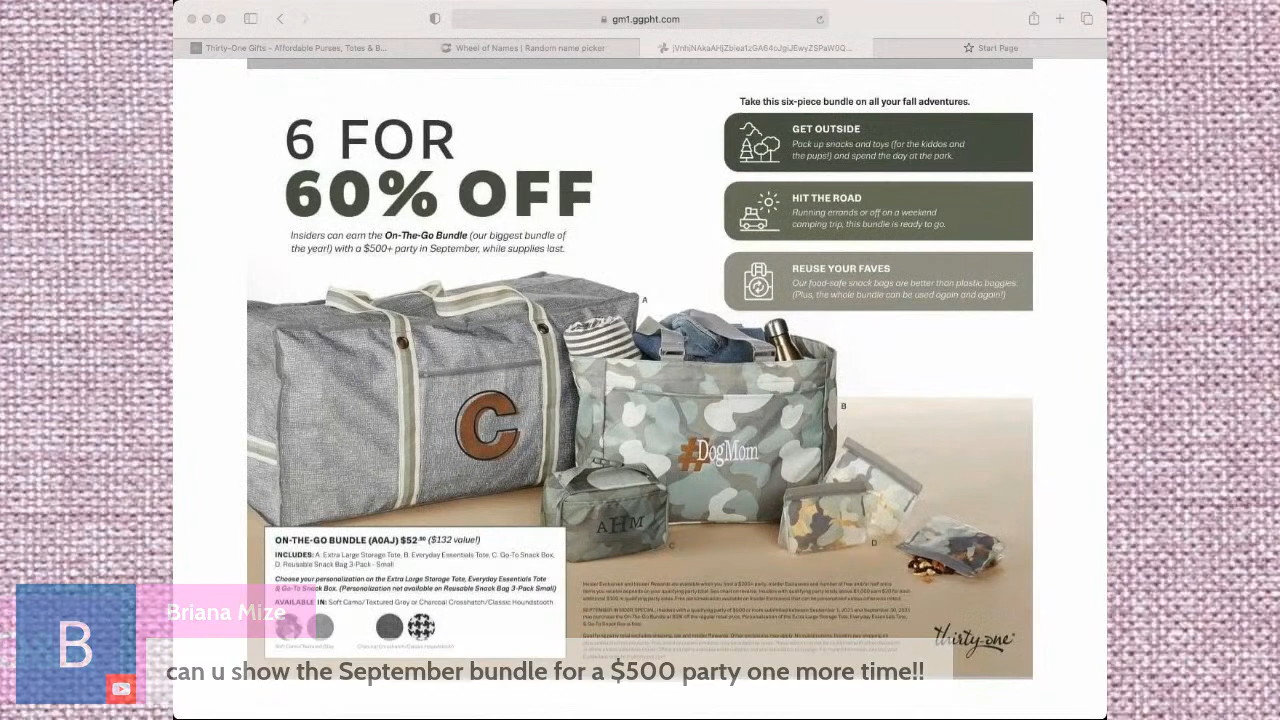 gm1.ggpht.com
Thirty-One Gifts - Affordable Purses, Totes & B...
Wheel of Names | Random name picker
Start Page
6 FOR
60% OFF
Insiders can earn the On-The-Go Bundle (our biggest bundle of
the year!) with a $500+ party in September, while supplies last.
Take this six-piece bundle on all your fall adventures.
GET OUTSIDE
Pack up snacks and toys (for the kiddos and
the pups!) and spend the day at the park.
HIT THE ROAD
Running errands or off on a weekend
camping trip, this bundle is ready to go.
REUSE YOUR FAVES
Our food-safe snack bags are better than plastic baggies.
(Plus, the whole bundle can be used again and again!)
A
B
C
#DogMom
AHM
C
D
ON-THE-GO BUNDLE (A0AJ) $52.80 ($132 value!)
INCLUDES: A. Extra Large Storage Tote, B. Everyday Essentials Tote, C. Go-To Snack Box,
D. Reusable Snack Bag 3-Pack - Small
Choose your personalization on the Extra Large Storage Tote, Everyday Essentials Tote
& Go-To Snack Box. (Personalization not available on Reusable Snack Bag 3-Pack Small)
AVAILABLE IN: Soft Camo/Textured Grey or Charcoal Crosshatch/Classic Houndstooth
thirty-one
B
Briana Mize
can u show the September bundle for a $500 party one more time!!